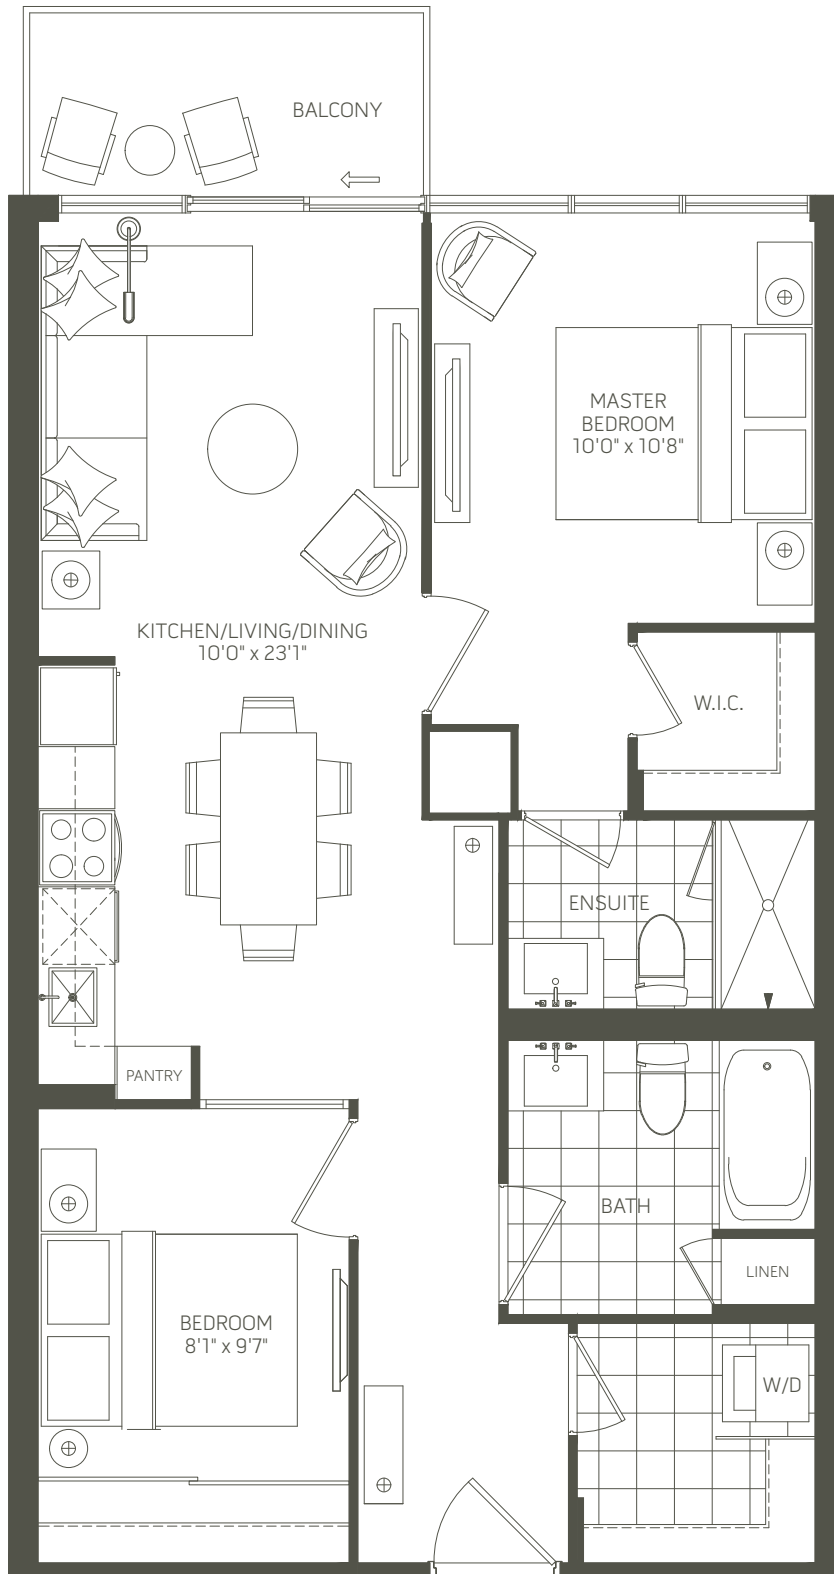 BALCONY
MASTER
BEDROOM
10'0" x 10'8"
KITCHEN/LIVING/DINING
10'0" x 23'1"
W.I.C.
ENSUITE
PANTRY
BATH
LINEN
BEDROOM
8'1" x 9'7"
W/D